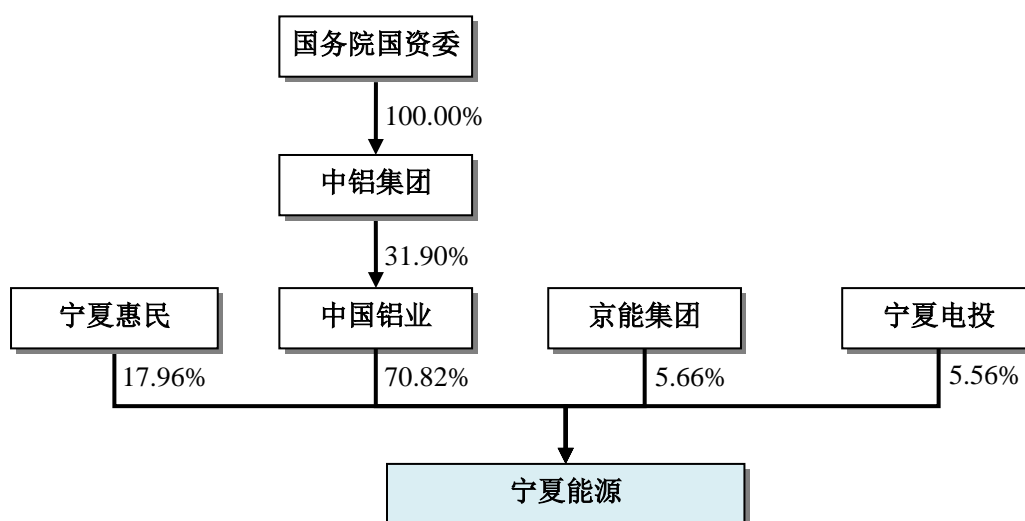 国务院国资委
100.00%
中铝集团
31.90%
宁夏惠民
中国铝业
京能集团
宁夏电投
17.96%
70.82%
5.66%
5.56%
宁夏能源